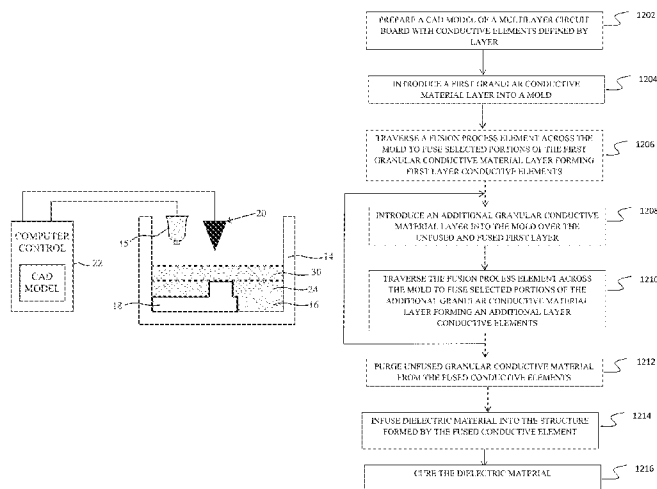 COMPUTER
CONTROL
CAD
MODEL
22
15
20
14
30
24
16
18
PREPARE A CAD MODEL OF A MULTILAYER CIRCUIT
BOARD WITH CONDUCTIVE ELEMENTS DEFINED BY
LAYER
1202
INTRODUCE A FIRST GRANULAR CONDUCTIVE
MATERIAL LAYER INTO A MOLD
1204
TRAVERSE A FUSION PROCESS ELEMENT ACROSS
THE MOLD TO FUSE SELECTED PORTIONS OF THE FIRST
GRANULAR CONDUCTIVE MATERIAL LAYER FORMING
FIRST LAYER CONDUCTIVE ELEMENTS
1206
INTRODUCE AN ADDITIONAL GRANULAR CONDUCTIVE
MATERIAL LAYER INTO THE MOLD OVER THE
UNFUSED AND FUSED FIRST LAYER
1208
TRAVERSE THE FUSION PROCESS ELEMENT ACROSS
THE MOLD TO FUSE SELECTED PORTIONS OF THE
ADDITIONAL GRANULAR CONDUCTIVE MATERIAL
LAYER FORMING AN ADDITIONAL LAYER
CONDUCTIVE ELEMENTS
1210
PURGE UNFUSED GRANULAR CONDUCTIVE MATERIAL
FROM THE FUSED CONDUCTIVE ELEMENTS
1212
INFUSE DIELECTRIC MATERIAL INTO THE STRUCTURE
FORMED BY THE FUSED CONDUCTIVE ELEMENT
1214
CURE THE DIELECTRIC MATERIAL
1216